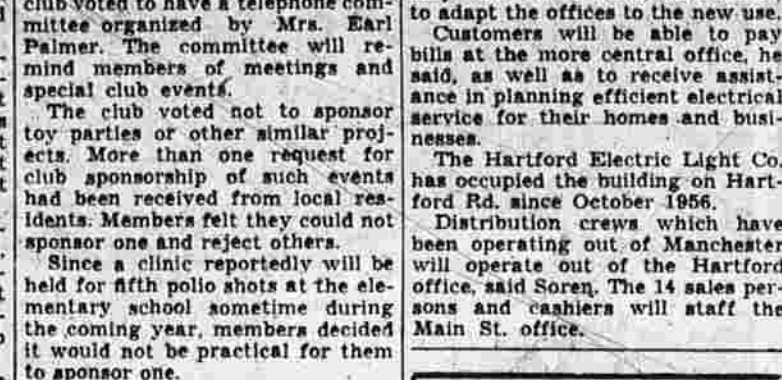 club voted to have a telephone com-
mittee organized by Mrs. Earl
Palmer. The committee will re-
mind members of meetings and
special club events.
The club voted not to sponsor
toy parties or other similar proj-
ects. More than one request for
club sponsorship of such events
had been received from local res-
idents. Members felt they could not
sponsor one and reject others.
Since a clinic reportedly will be
held for fifth polio shots at the ele-
mentary school sometime during
the coming year, members decided
it would not be practical for them
to sponsor one.
to adapt the offices to the new use.
Customers will be able to pay
bills at the more central office, he
said, as well as to receive assist-
ance in planning efficient electrical
service for their homes and busi-
nesses.
The Hartford Electric Light Co.
has occupied the building on Hart-
ford Rd. since October 1956.
Distribution crews which have
been operating out of Manchester
will operate out of the Hartford
office, said Soren. The 14 sales per-
sons and cashiers will staff the
Main St. office.